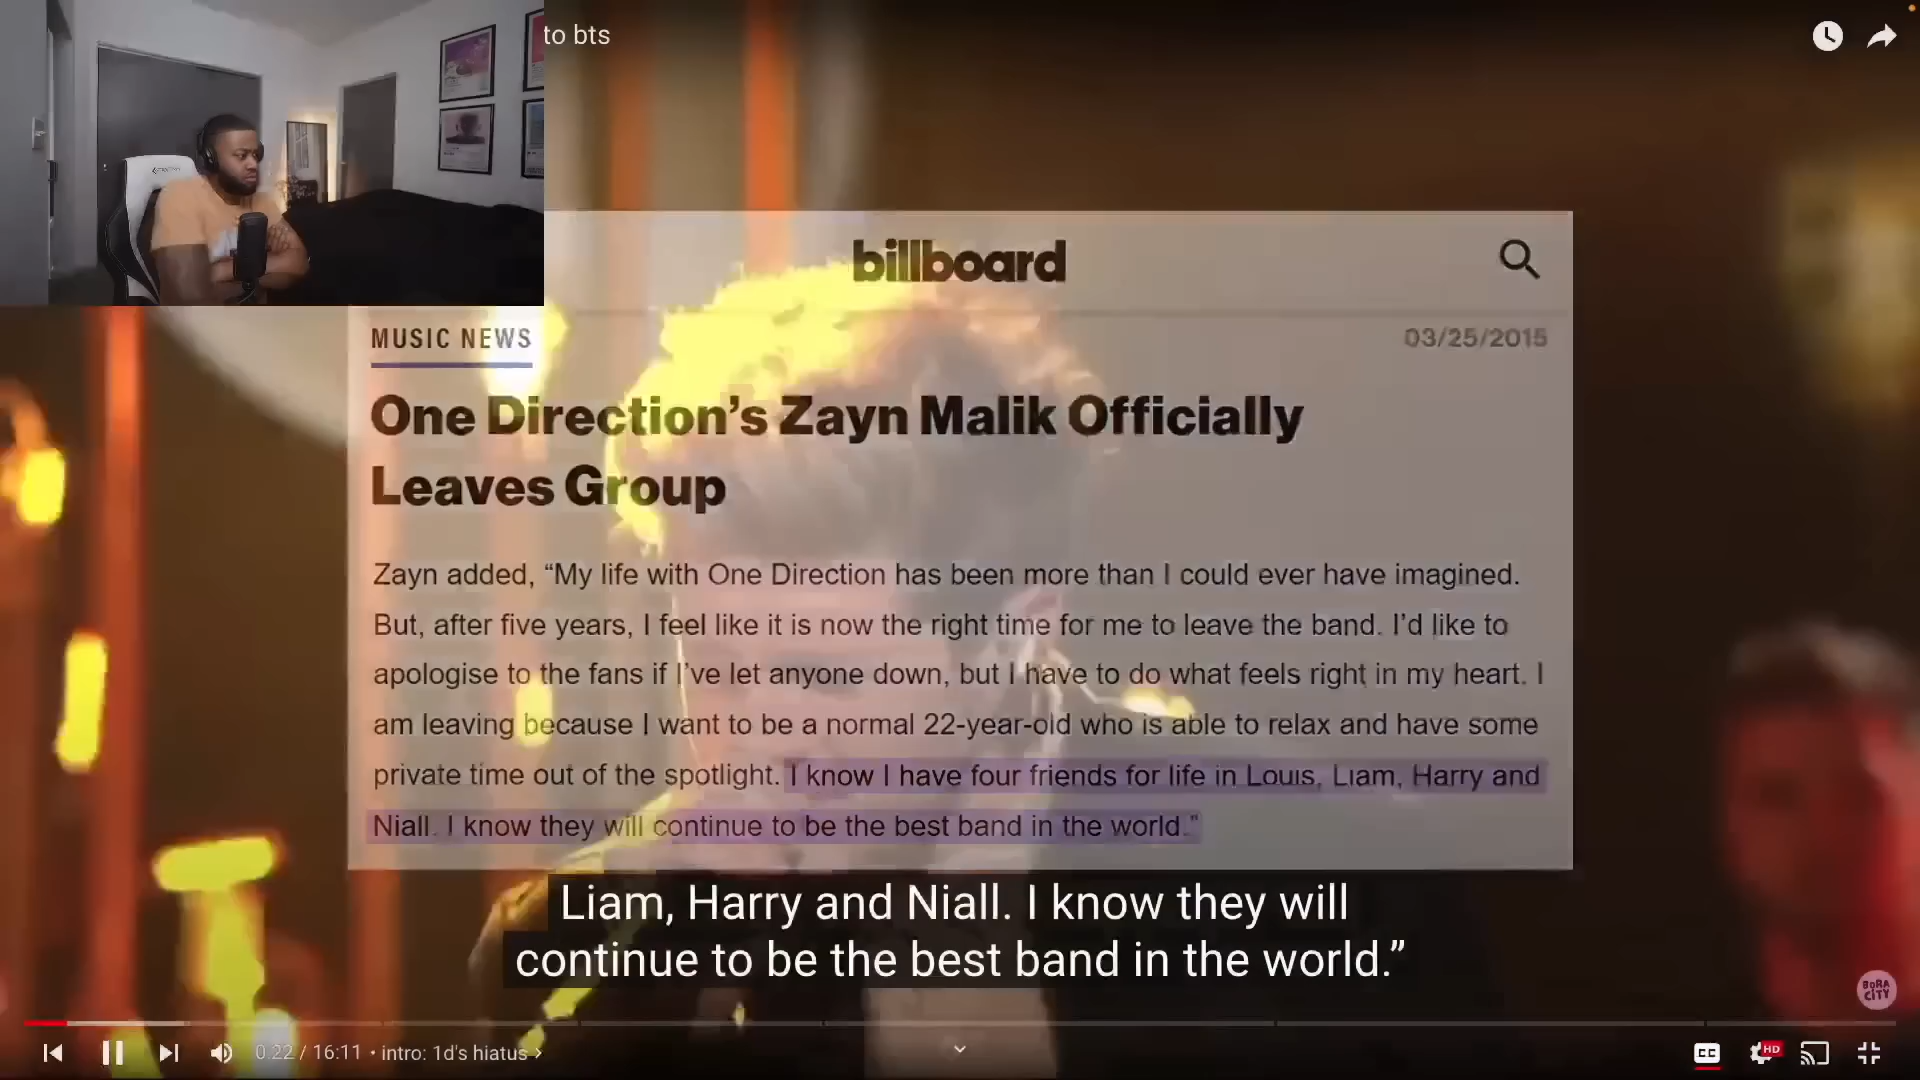 to bts
billboard
MUSIC NEWS
03/25/2015
One Direction's Zayn Malik Officially
Leaves Group
Zayn added, “My life with One Direction has been more than I could ever have imagined.
But, after five years, I feel like it is now the right time for me to leave the band. I’d like to
apologise to the fans if I’ve let anyone down, but I have to do what feels right in my heart. I
am leaving because I want to be a normal 22-year-old who is able to relax and have some
private time out of the spotlight. I know I have four friends for life in Louis, Liam, Harry and
Niall. I know they will continue to be the best band in the world.”
Liam, Harry and Niall. I know they will
continue to be the best band in the world.”
BORA
CITY
0:22 / 16:11 • intro: 1d's hiatus >
CC
HD